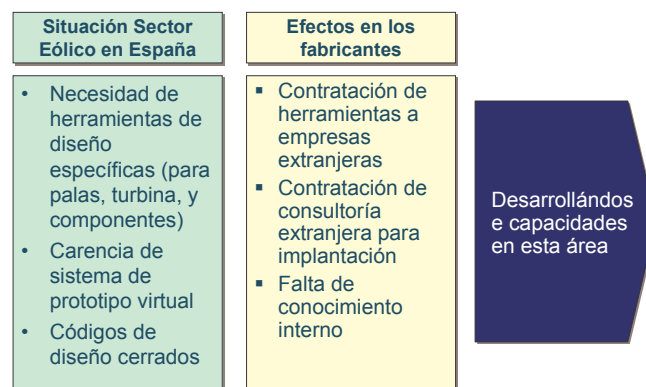 Situación Sector
Eólico en España
Efectos en los
fabricantes
• Necesidad de
herramientas de
diseño
específicas (para
palas, turbina, y
componentes)
• Carencia de
sistema de
prototipo virtual
• Códigos de
diseño cerrados
▪ Contratación de
herramientas a
empresas
extranjeras
▪ Contratación de
consultoría
extranjera para
implantación
▪ Falta de
conocimiento
interno
Desarrollándos
e capacidades
en esta área